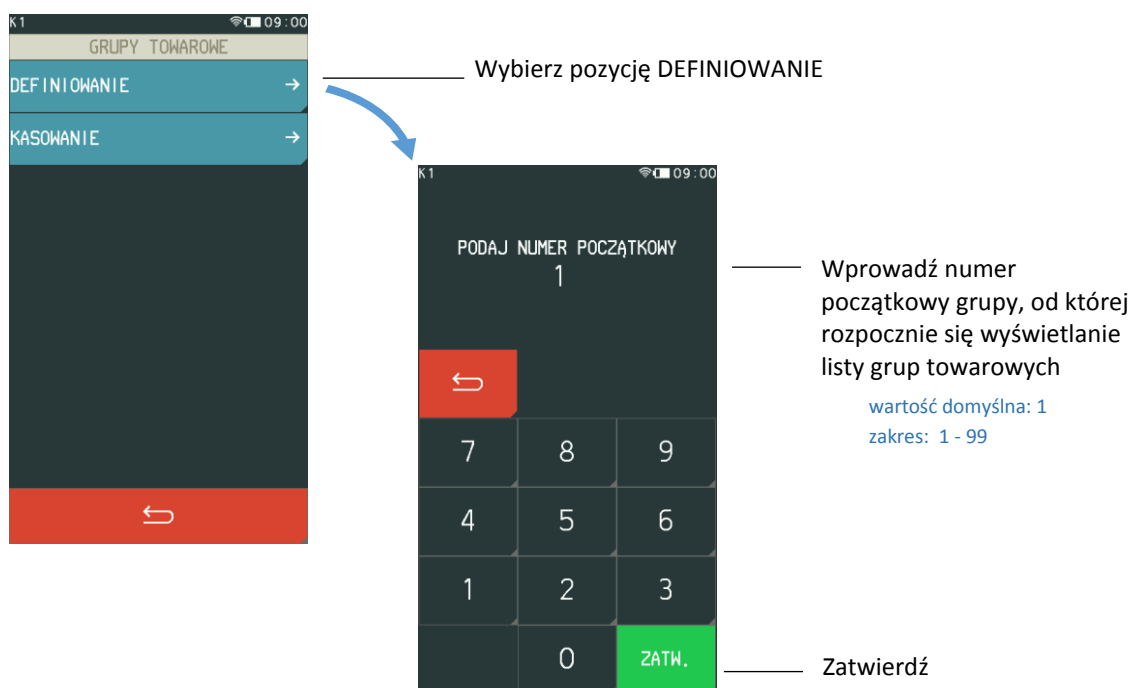 K1 09:00
GRUPY TOWAROWE
DEFINIOWANIE
KASOWANIE
Wybierz pozycję DEFINIOWANIE
K1 09:00
PODAJ NUMER POCZĄTKOWY
1
7 8 9
4 5 6
1 2 3
0 ZATW.
Wprowadź numer
początkowy grupy, od której
rozpocznie się wyświetlanie
listy grup towarowych
wartość domyślna: 1
zakres: 1 - 99
Zatwierdź